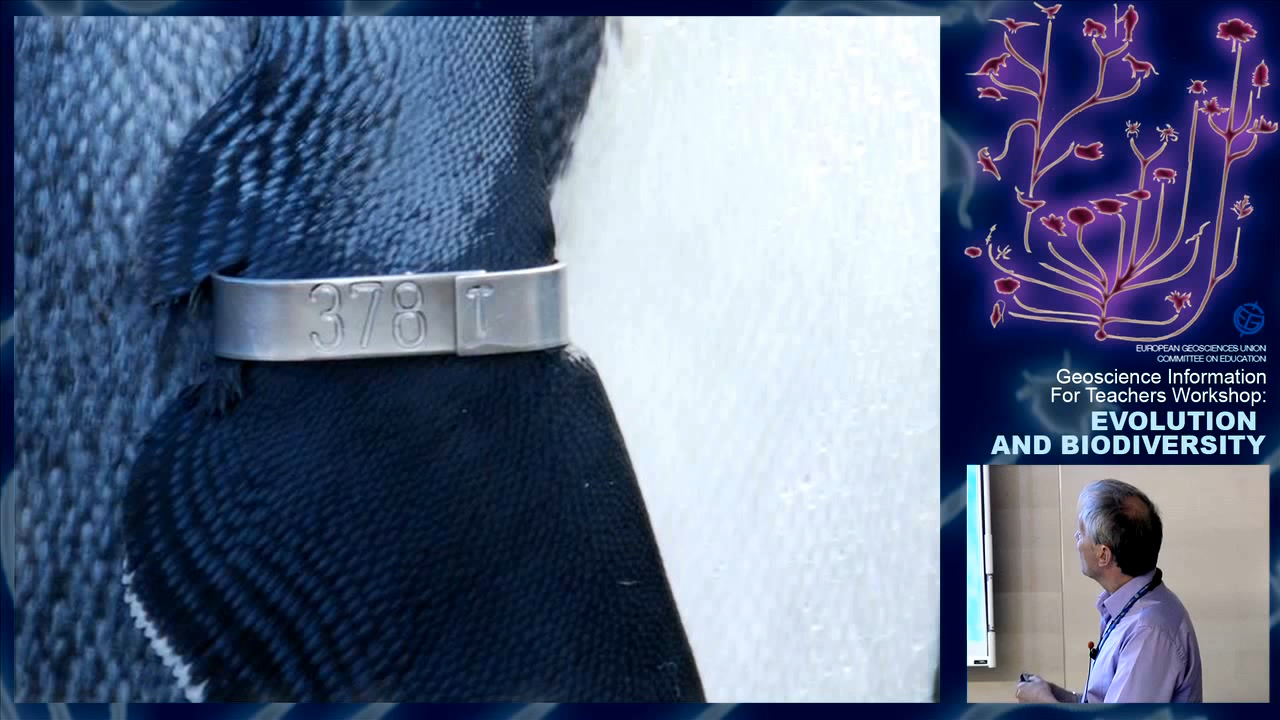 378 T
EUROPEAN GEOSCIENCES UNION
COMMITTEE ON EDUCATION
Geoscience Information
For Teachers Workshop:
EVOLUTION
AND BIODIVERSITY